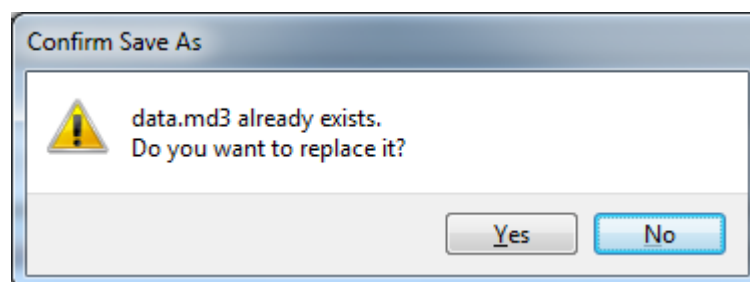 Confirm Save As
data.md3 already exists.
Do you want to replace it?
Yes No